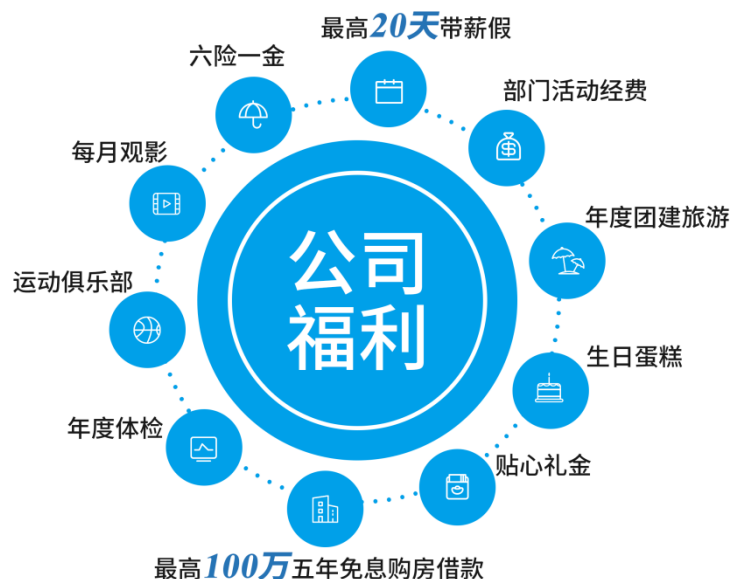 最高20天带薪假
六险一金
部门活动经费
每月观影
年度团建旅游
公司
福利
运动俱乐部
生日蛋糕
年度体检
贴心礼金
最高100万五年免息购房借款